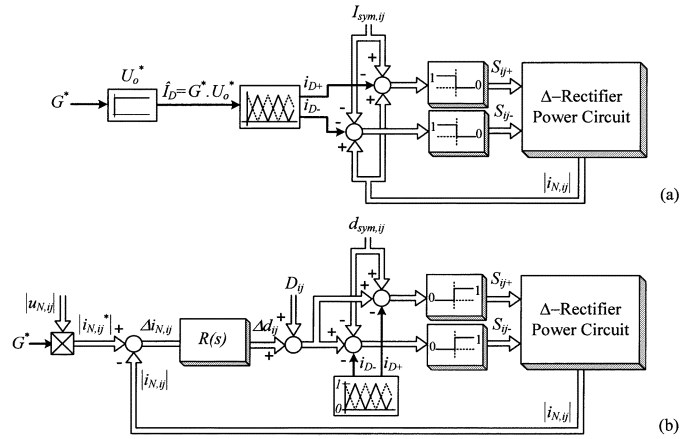 I_sym,ij
U_o^*
G^*
Î_D=G^*.U_o^*
i_D+
i_D-
+
-
+
-
-
+
1
0
1
0
S_ij+
S_ij-
Δ–Rectifier
Power Circuit
|i_N,ij|
(a)
d_sym,ij
|u_N,ij|
G^*
|i_N,ij^*|
+
-
Δi_N,ij
|i_N,ij|
R(s)
Δd_ij
D_ij
+
+
+
+
-
+
-
-
i_D-
i_D+
1
0
0
1
0
1
S_ij+
S_ij-
Δ–Rectifier
Power Circuit
|i_N,ij|
(b)